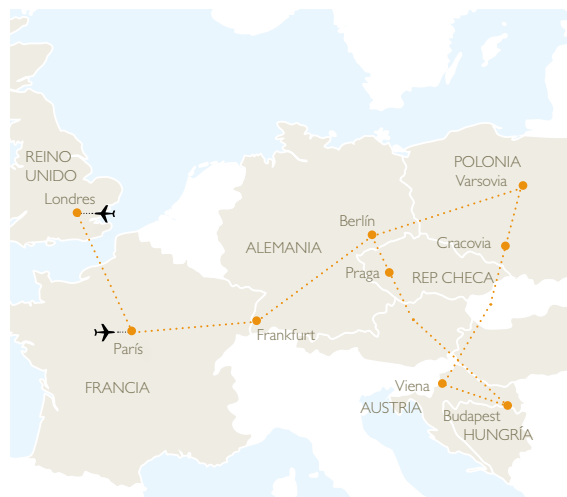 REINO
UNIDO
Londres
POLONIA
Varsovia
Berlín
Cracovia
ALEMANIA
Praga
REP. CHECA
Frankfurt
París
FRANCIA
Viena
AUSTRIA
Budapest
HUNGRÍA